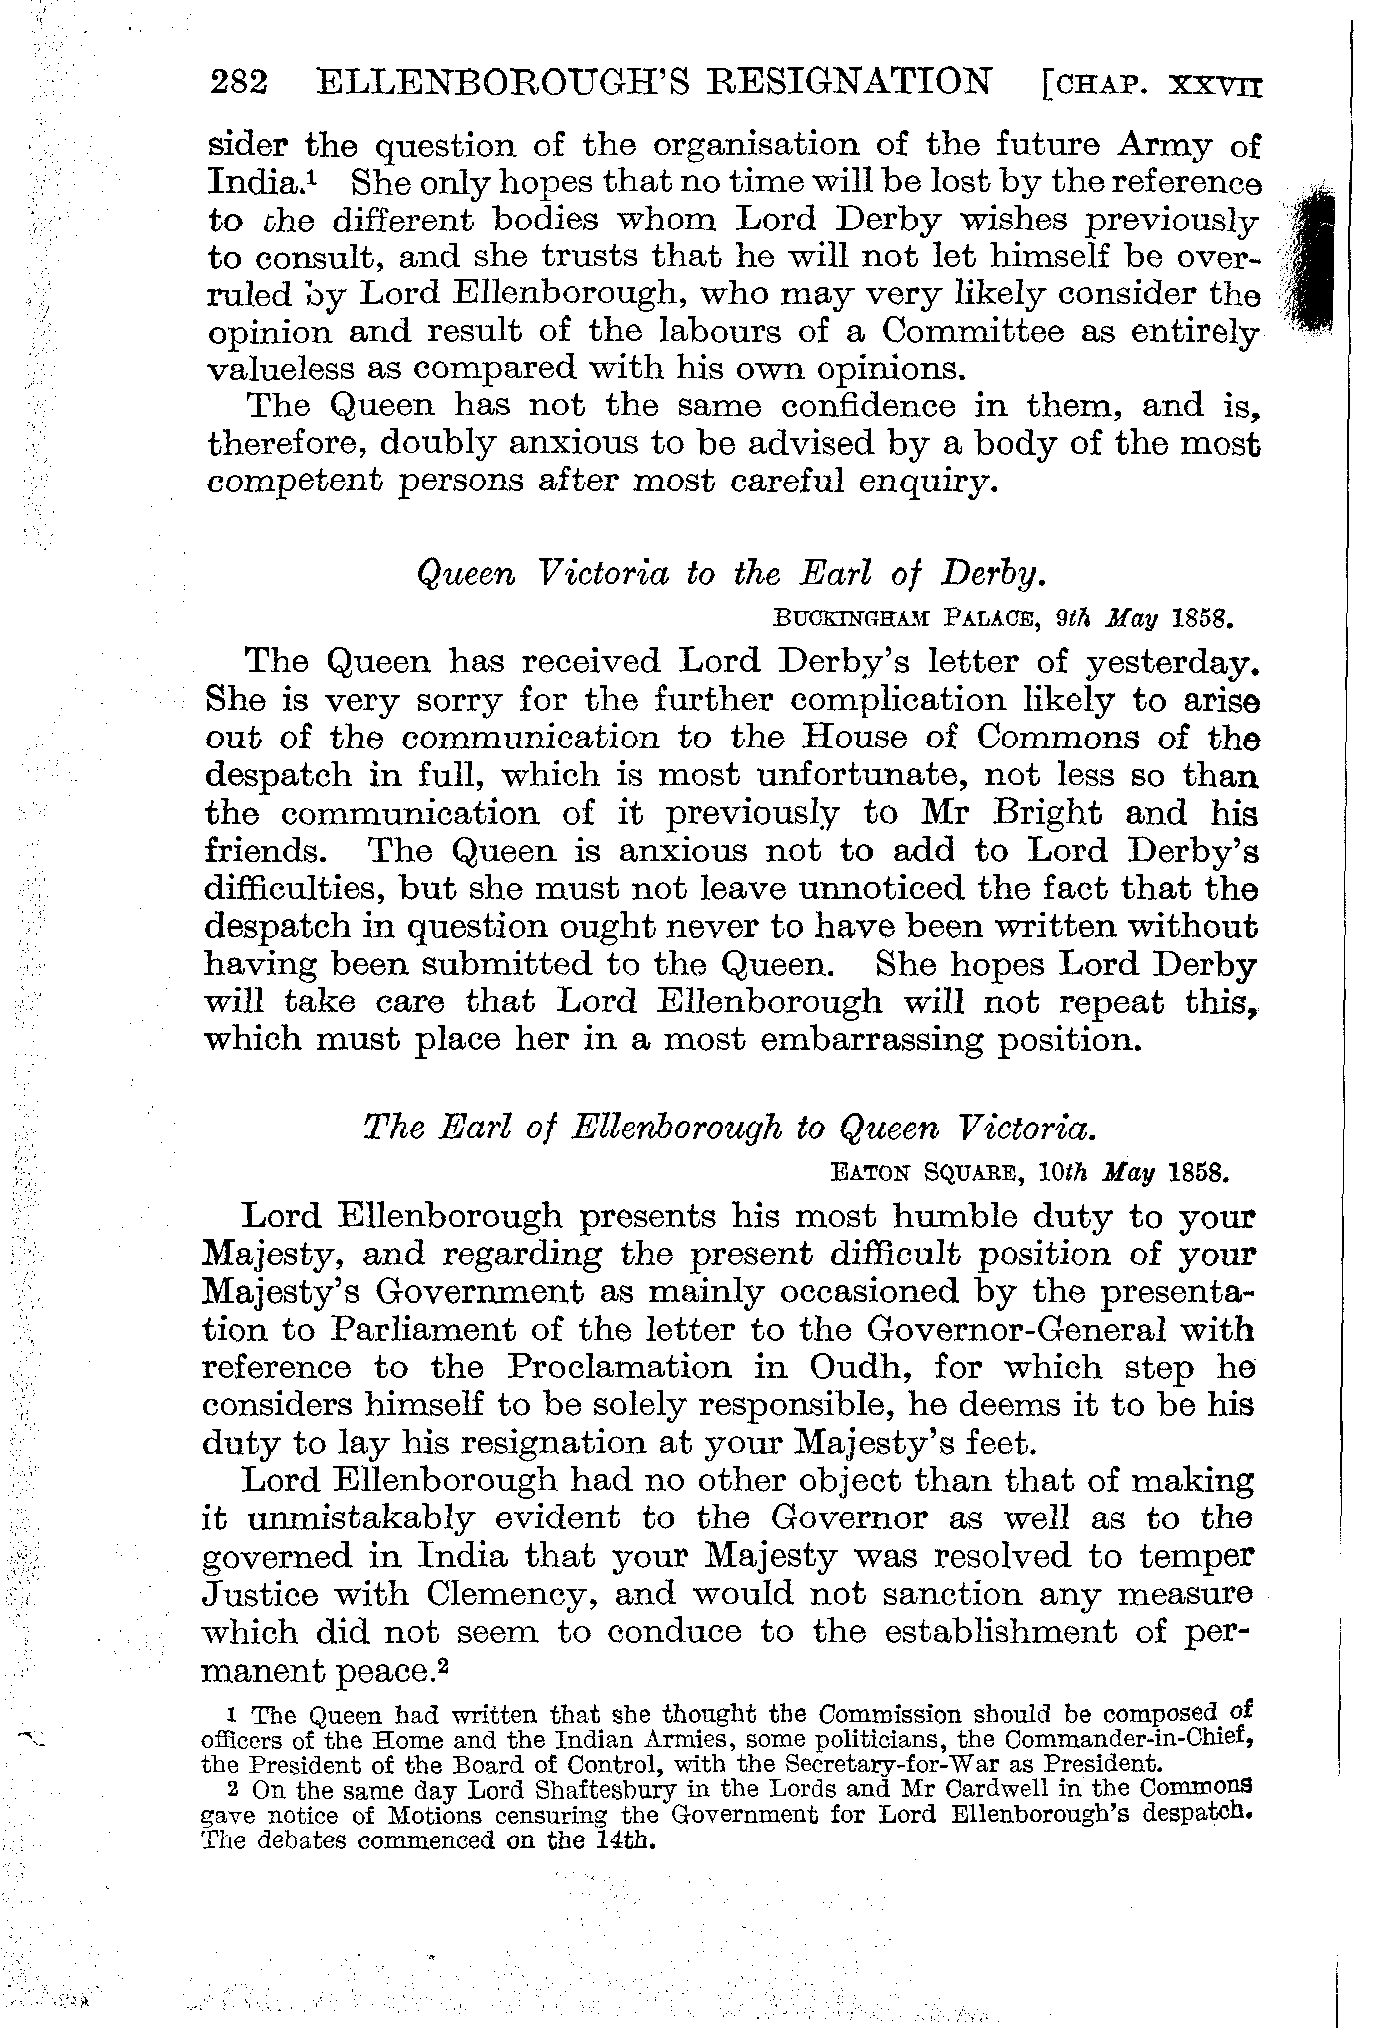 282 ELLENBOROUGH'S RESIGNATION [CHAP. XXVII
sider the question of the organisation of the future Army of
India.¹ She only hopes that no time will be lost by the reference
to the different bodies whom Lord Derby wishes previously
to consult, and she trusts that he will not let himself be over-
ruled by Lord Ellenborough, who may very likely consider the
opinion and result of the labours of a Committee as entirely
valueless as compared with his own opinions.
The Queen has not the same confidence in them, and is,
therefore, doubly anxious to be advised by a body of the most
competent persons after most careful enquiry.
Queen Victoria to the Earl of Derby.
BUCKINGHAM PALACE, 9th May 1858.
The Queen has received Lord Derby's letter of yesterday.
She is very sorry for the further complication likely to arise
out of the communication to the House of Commons of the
despatch in full, which is most unfortunate, not less so than
the communication of it previously to Mr Bright and his
friends. The Queen is anxious not to add to Lord Derby's
difficulties, but she must not leave unnoticed the fact that the
despatch in question ought never to have been written without
having been submitted to the Queen. She hopes Lord Derby
will take care that Lord Ellenborough will not repeat this,
which must place her in a most embarrassing position.
The Earl of Ellenborough to Queen Victoria.
EATON SQUARE, 10th May 1858.
Lord Ellenborough presents his most humble duty to your
Majesty, and regarding the present difficult position of your
Majesty's Government as mainly occasioned by the presenta-
tion to Parliament of the letter to the Governor-General with
reference to the Proclamation in Oudh, for which step he
considers himself to be solely responsible, he deems it to be his
duty to lay his resignation at your Majesty's feet.
Lord Ellenborough had no other object than that of making
it unmistakably evident to the Governor as well as to the
governed in India that your Majesty was resolved to temper
Justice with Clemency, and would not sanction any measure
which did not seem to conduce to the establishment of per-
manent peace.²
1 The Queen had written that she thought the Commission should be composed of
officers of the Home and the Indian Armies, some politicians, the Commander-in-Chief,
the President of the Board of Control, with the Secretary-for-War as President.
2 On the same day Lord Shaftesbury in the Lords and Mr Cardwell in the Commons
gave notice of Motions censuring the Government for Lord Ellenborough's despatch.
The debates commenced on the 14th.